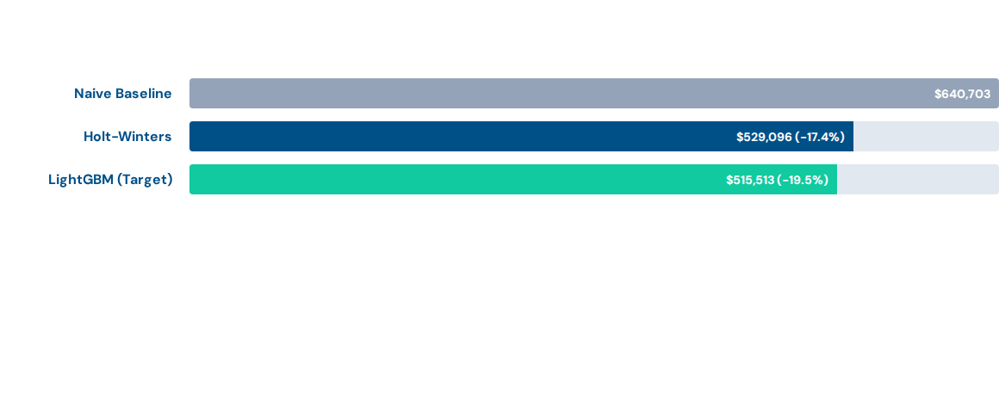 Naive Baseline $640,703
Holt-Winters $529,096 (-17.4%)
LightGBM (Target) $515,513 (-19.5%)